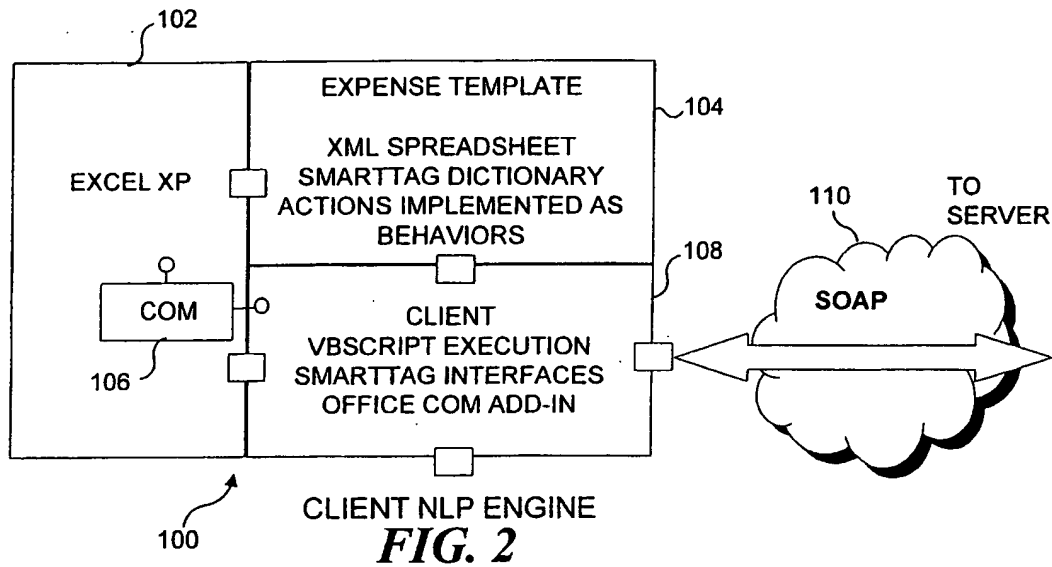 102
EXPENSE TEMPLATE
104
XML SPREADSHEET
SMARTTAG DICTIONARY
ACTIONS IMPLEMENTED AS
BEHAVIORS
EXCEL XP
TO
SERVER
110
108
SOAP
COM
CLIENT
VBSCRIPT EXECUTION
SMARTTAG INTERFACES
OFFICE COM ADD-IN
106
CLIENT NLP ENGINE
100
FIG. 2